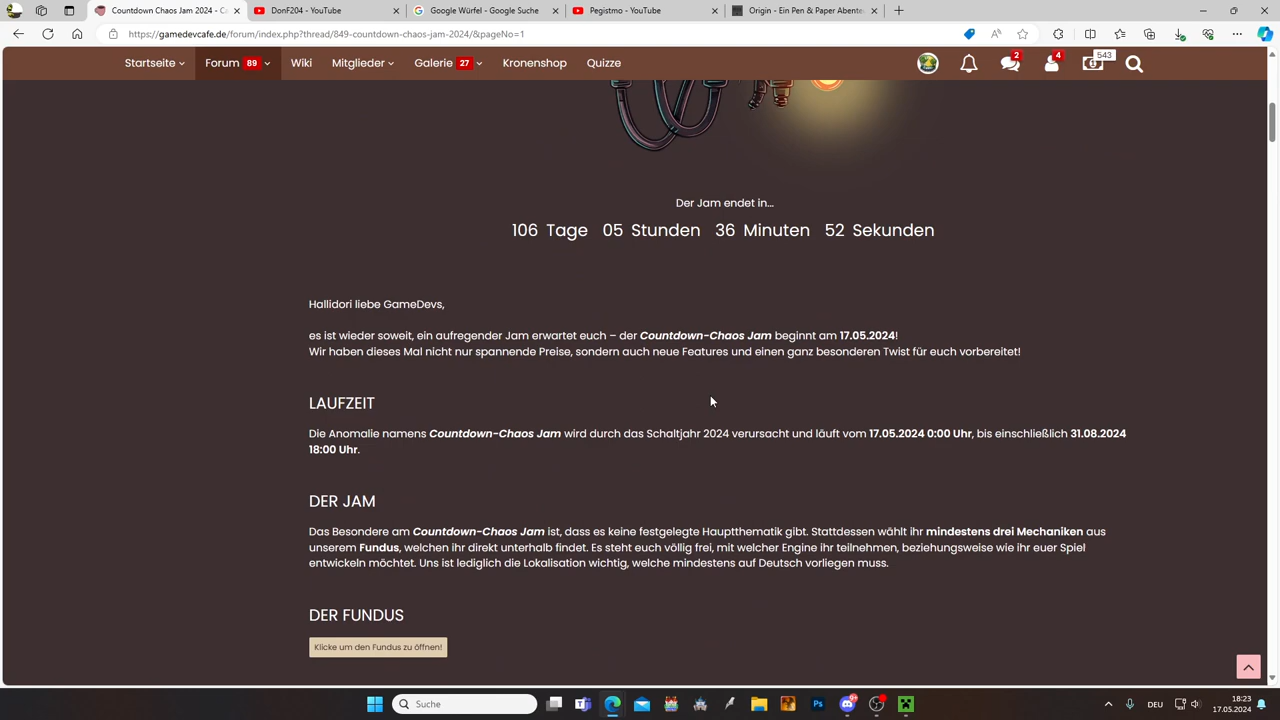 Countdown Chaos Jam 2024 - Ca
DonF204 - YouTube
Google Würfel - Google Suche
Pegistmo - YouTube
Origin - Ein Pen & Paper Abente
https://gamedevcafe.de/forum/index.php?thread/849-countdown-chaos-jam-2024/&pageNo=1
Startseite Forum 89 Wiki Mitglieder Galerie 27 Kronenshop Quizze 2 4 543
Der Jam endet in...
106 Tage 05 Stunden 36 Minuten 52 Sekunden
Hallidori liebe GameDevs,
es ist wieder soweit, ein aufregender Jam erwartet euch – der Countdown-Chaos Jam beginnt am 17.05.2024!
Wir haben dieses Mal nicht nur spannende Preise, sondern auch neue Features und einen ganz besonderen Twist für euch vorbereitet!
LAUFZEIT
Die Anomalie namens Countdown-Chaos Jam wird durch das Schaltjahr 2024 verursacht und läuft vom 17.05.2024 0:00 Uhr, bis einschließlich 31.08.2024
18:00 Uhr.
DER JAM
Das Besondere am Countdown-Chaos Jam ist, dass es keine festgelegte Hauptthematik gibt. Stattdessen wählt ihr mindestens drei Mechaniken aus
unserem Fundus, welchen ihr direkt unterhalb findet. Es steht euch völlig frei, mit welcher Engine ihr teilnehmen, beziehungsweise wie ihr euer Spiel
entwickeln möchtet. Uns ist lediglich die Lokalisation wichtig, welche mindestens auf Deutsch vorliegen muss.
DER FUNDUS
Klicke um den Fundus zu öffnen!
Suche
DEU
18:23
17.05.2024